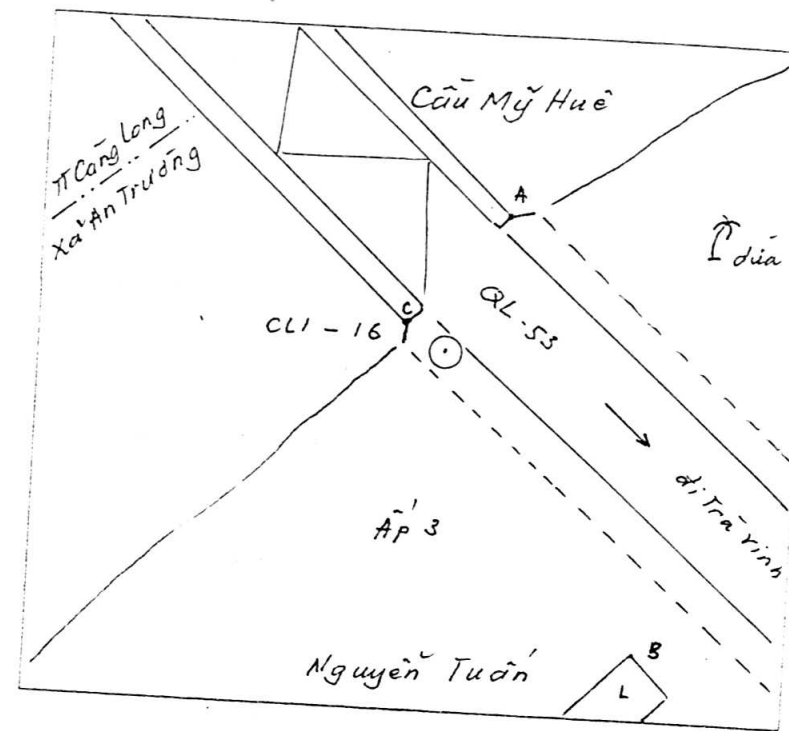 Cầu Mỹ Huê
TT Càng Long
Xã An Trường
A
dừa
QL-53
C
CL1-16
đi Trà Vinh
Ấp 3
Nguyễn Tuấn
B
L